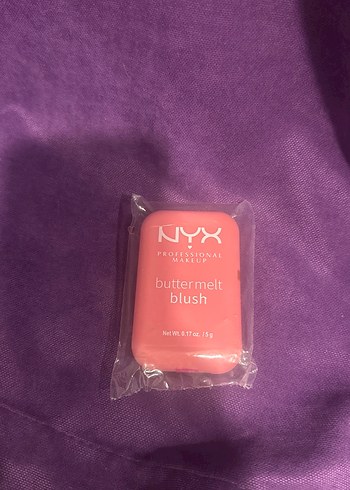 NYX
PROFESSIONAL
MAKEUP
buttermelt
blush
Net Wt. 0.17 oz. / 5 g